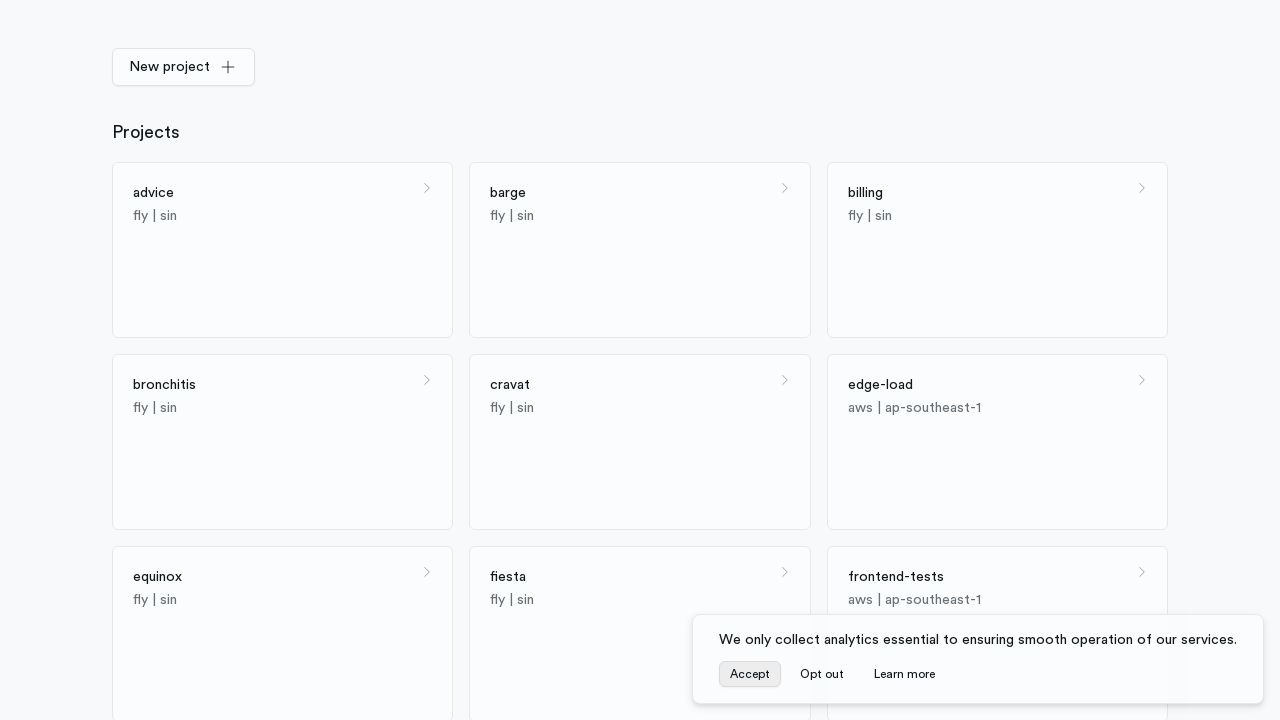 New project
Projects
advice
fly | sin
barge
fly | sin
billing
fly | sin
bronchitis
fly | sin
cravat
fly | sin
edge-load
aws | ap-southeast-1
equinox
fly | sin
fiesta
fly | sin
frontend-tests
aws | ap-southeast-1
We only collect analytics essential to ensuring smooth operation of our services.
Accept Opt out Learn more